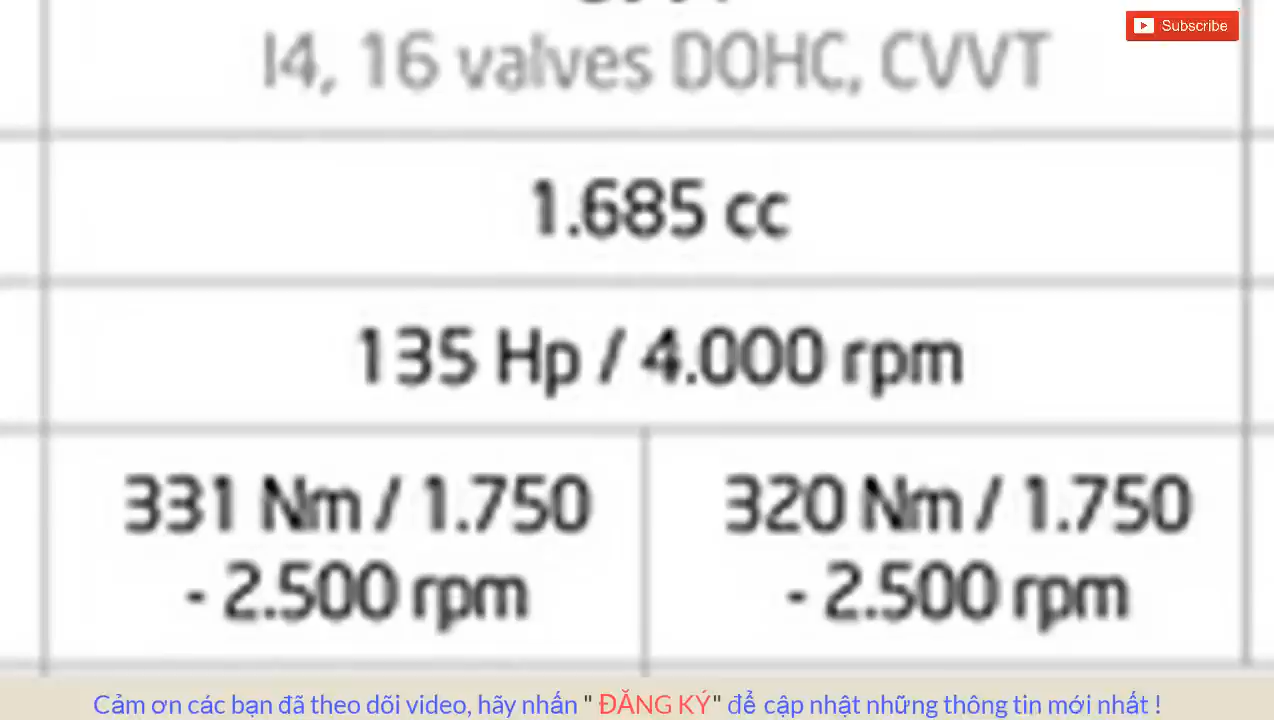 Subscribe
I4, 16 valves DOHC, CVVT
1.685 cc
135 Hp / 4.000 rpm
331 Nm / 1.750
- 2.500 rpm
320 Nm / 1.750
- 2.500 rpm
Cảm ơn các bạn đã theo dõi video, hãy nhấn " ĐĂNG KÝ" để cập nhật những thông tin mới nhất !